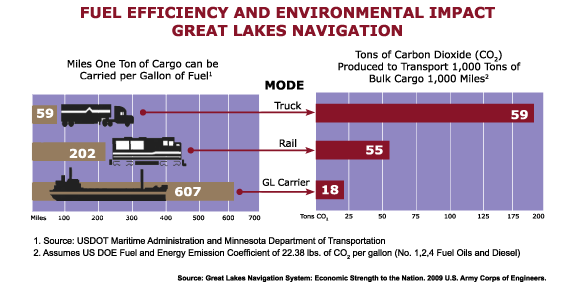 FUEL EFFICIENCY AND ENVIRONMENTAL IMPACT
GREAT LAKES NAVIGATION
Miles One Ton of Cargo can be
Carried per Gallon of Fuel¹
MODE
Tons of Carbon Dioxide (CO₂)
Produced to Transport 1,000 Tons of
Bulk Cargo 1,000 Miles²
59 Truck 59
202 Rail 55
607 GL Carrier 18
Miles 100 200 300 400 500 600 700
Tons CO₂ 25 50 75 100 125 175 200
1. Source: USDOT Maritime Administration and Minnesota Department of Transportation
2. Assumes US DOE Fuel and Energy Emission Coefficient of 22.38 lbs. of CO₂ per gallon (No. 1,2,4 Fuel Oils and Diesel)
Source: Great Lakes Navigation System: Economic Strength to the Nation. 2009 U.S. Army Corps of Engineers.